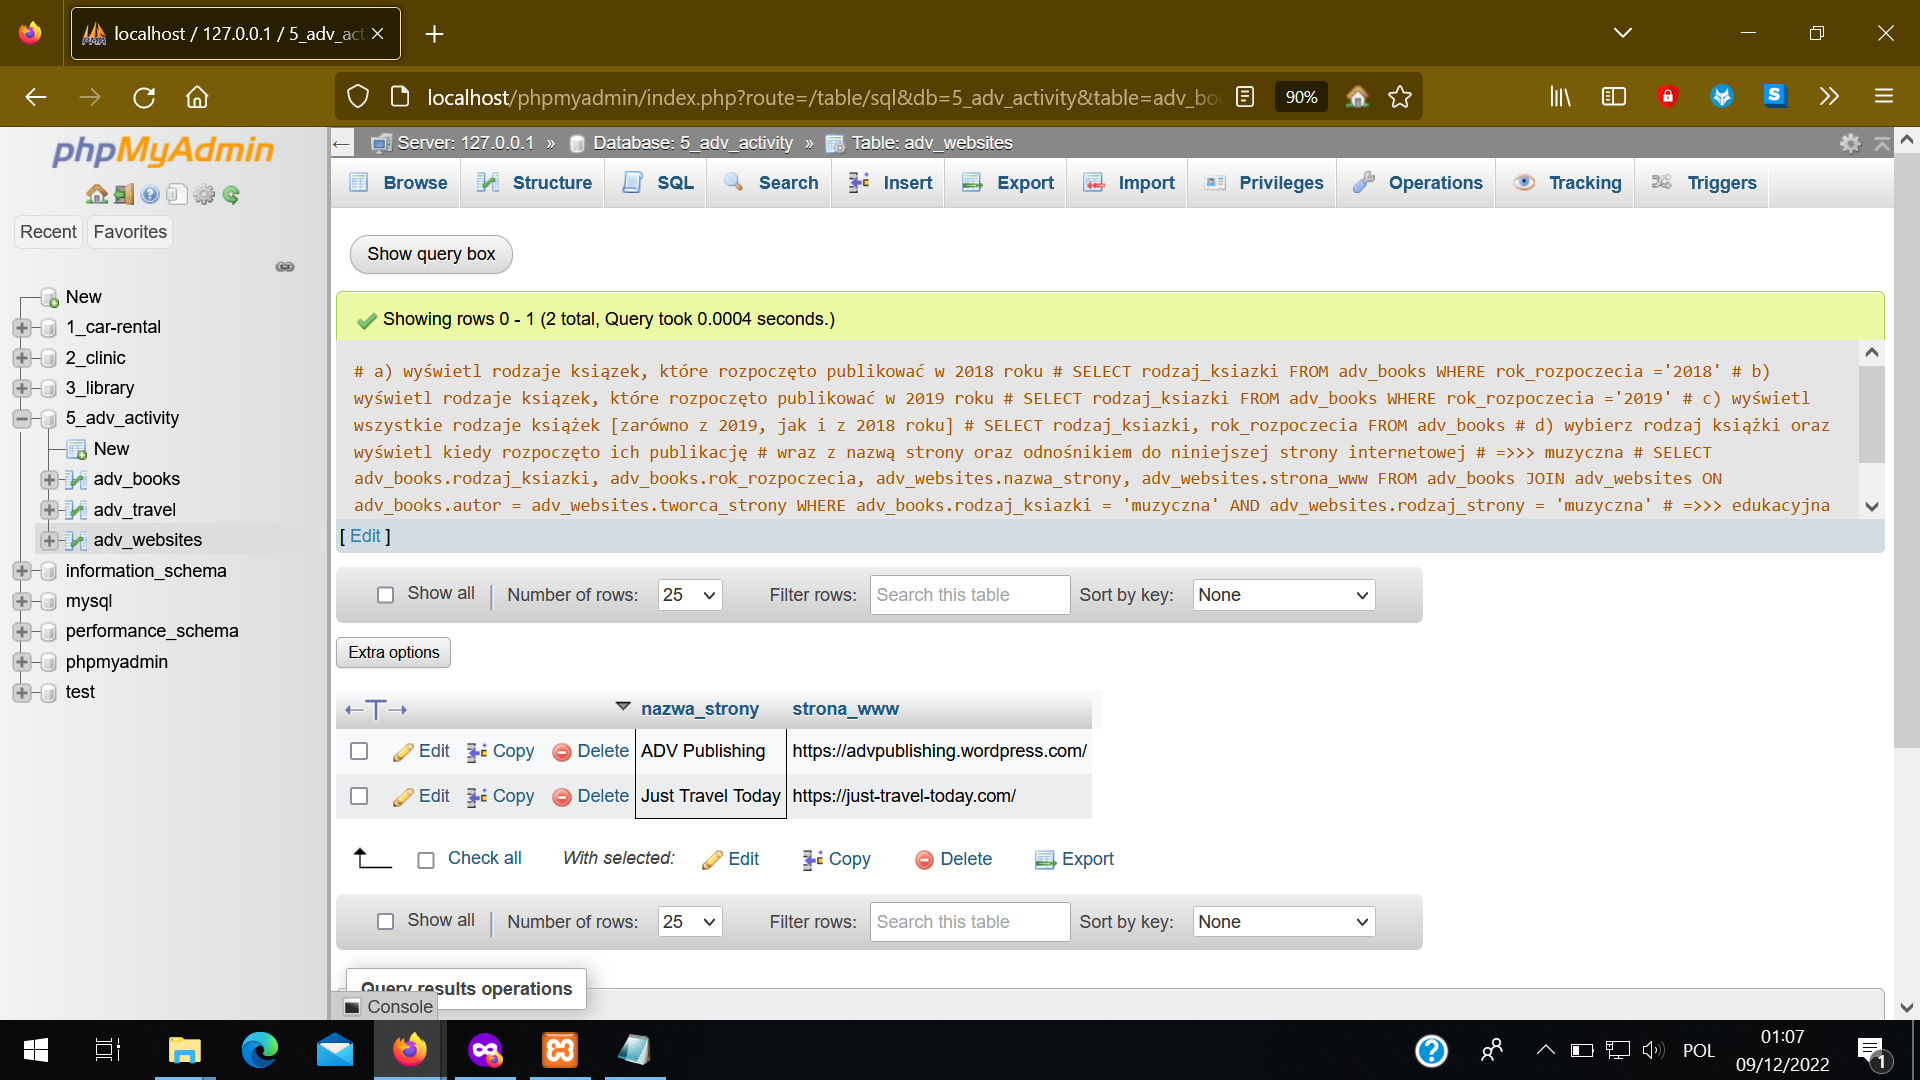 localhost / 127.0.0.1 / 5_adv_act
localhost/phpmyadmin/index.php?route=/table/sql&db=5_adv_activity&table=adv_bo
90%
phpMyAdmin
Recent
Favorites
New
1_car-rental
2_clinic
3_library
5_adv_activity
New
adv_books
adv_travel
adv_websites
information_schema
mysql
performance_schema
phpmyadmin
test
Server: 127.0.0.1 » Database: 5_adv_activity » Table: adv_websites
Browse Structure SQL Search Insert Export Import Privileges Operations Tracking Triggers
Show query box
Showing rows 0 - 1 (2 total, Query took 0.0004 seconds.)
# a) wyświetl rodzaje książek, które rozpoczęto publikować w 2018 roku # SELECT rodzaj_ksiazki FROM adv_books WHERE rok_rozpoczecia ='2018' # b)
wyświetl rodzaje książek, które rozpoczęto publikować w 2019 roku # SELECT rodzaj_ksiazki FROM adv_books WHERE rok_rozpoczecia ='2019' # c) wyświetl
wszystkie rodzaje książek [zarówno z 2019, jak i z 2018 roku] # SELECT rodzaj_ksiazki, rok_rozpoczecia FROM adv_books # d) wybierz rodzaj książki oraz
wyświetl kiedy rozpoczęto ich publikację # wraz z nazwą strony oraz odnośnikiem do niniejszej strony internetowej # =>>> muzyczna # SELECT
adv_books.rodzaj_ksiazki, adv_books.rok_rozpoczecia, adv_websites.nazwa_strony, adv_websites.strona_www FROM adv_books JOIN adv_websites ON
adv_books.autor = adv_websites.tworca_strony WHERE adv_books.rodzaj_ksiazki = 'muzyczna' AND adv_websites.rodzaj_strony = 'muzyczna' # =>>> edukacyjna
[ Edit ]
Show all | Number of rows: 25 Filter rows: Search this table Sort by key: None
Extra options
nazwa_strony strona_www
Edit Copy Delete ADV Publishing https://advpublishing.wordpress.com/
Edit Copy Delete Just Travel Today https://just-travel-today.com/
Check all With selected: Edit Copy Delete Export
Show all | Number of rows: 25 Filter rows: Search this table Sort by key: None
Query results operations
Console
POL
01:07
09/12/2022
1